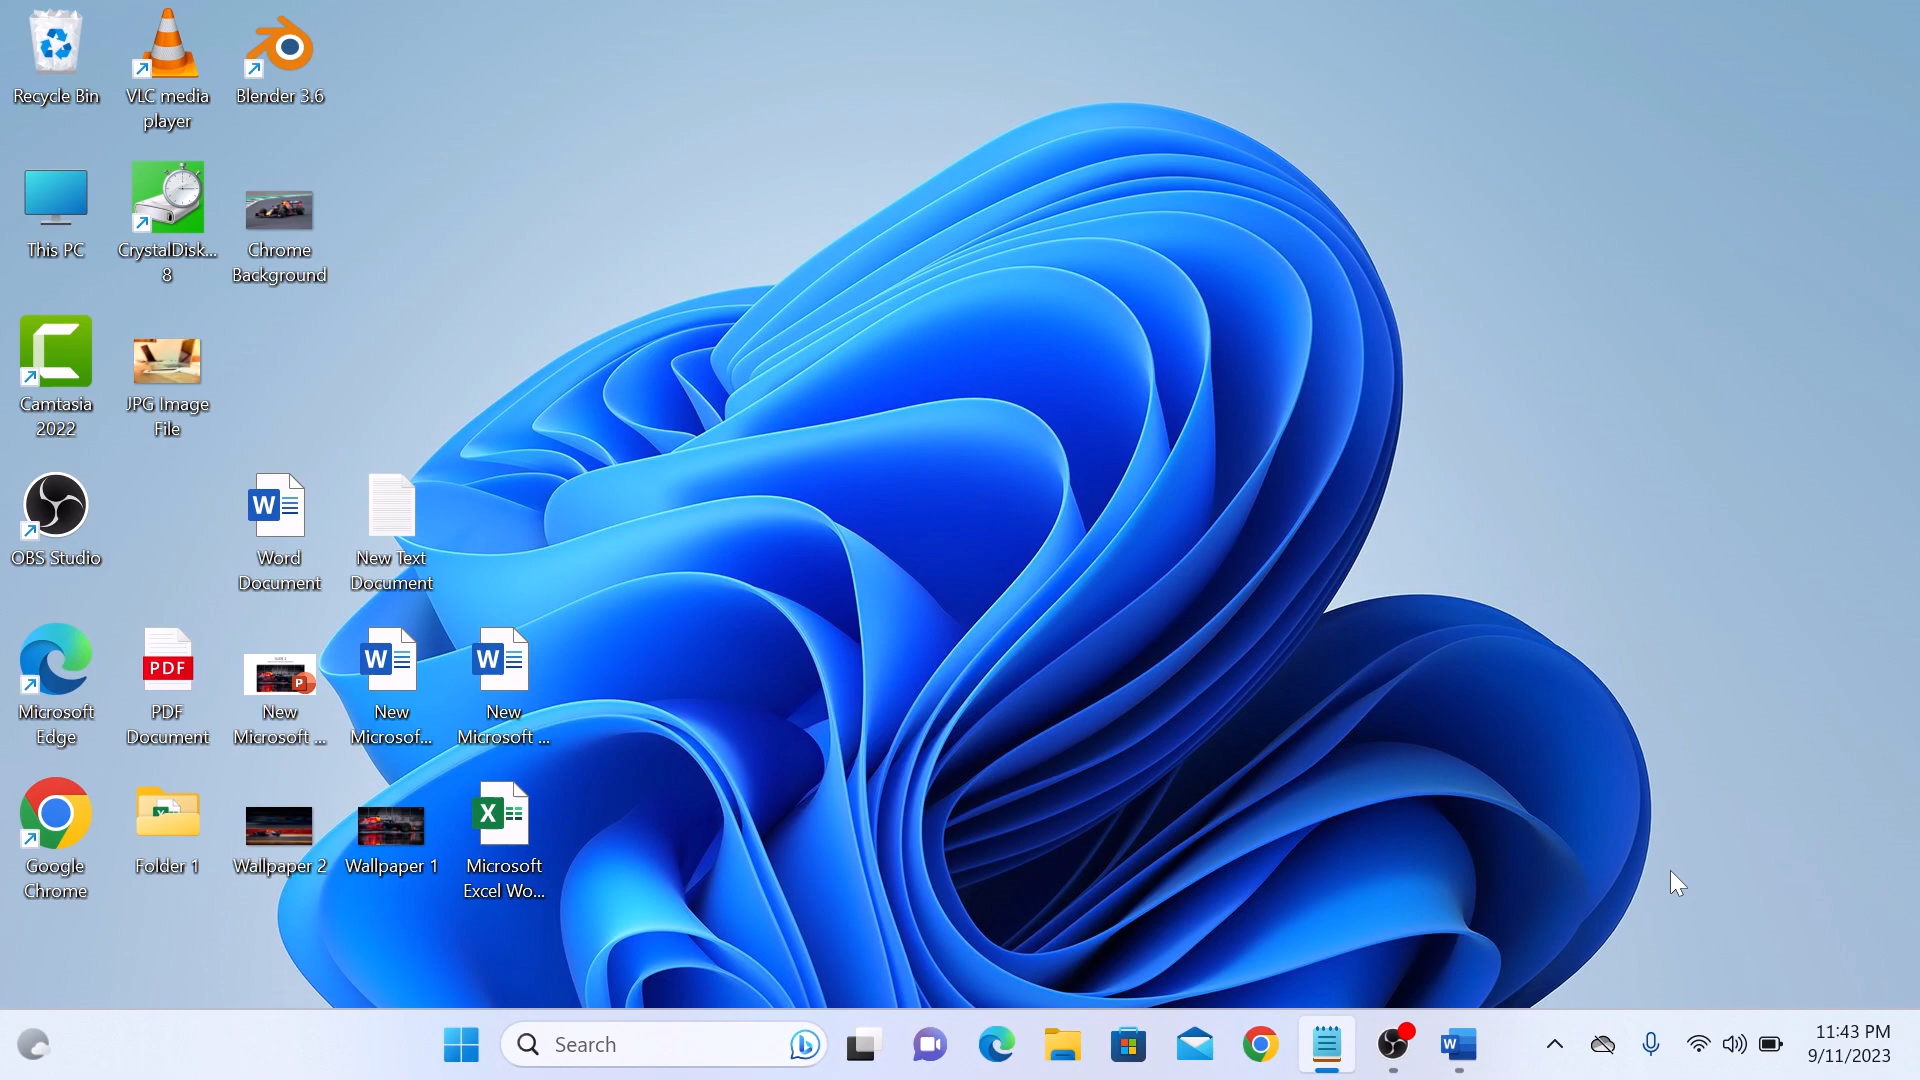 Recycle Bin
VLC media
player
Blender 3.6
This PC
CrystalDisk...
8
Chrome
Background
Camtasia
2022
JPG Image
File
OBS Studio
W
Word
Document
New Text
Document
Microsoft
Edge
PDF
PDF
Document
P
New
Microsoft ...
W
New
Microsof...
W
New
Microsoft ...
Google
Chrome
Folder 1
Wallpaper 2
Wallpaper 1
X
Microsoft
Excel Wo...
Search
W
11:43 PM
9/11/2023